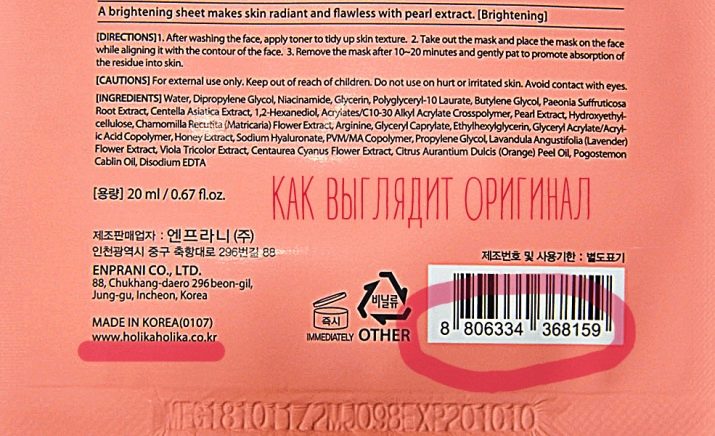 A brightening sheet makes skin radiant and flawless with pearl extract. [Brightening]
[DIRECTIONS]1. After washing the face, apply toner to tidy up skin texture. 2. Take out the mask and place the mask on the face
while aligning it with the contour of the face. 3. Remove the mask after 10~20 minutes and gently pat to promote absorption of
the residue into skin.
[CAUTIONS] For external use only. Keep out of reach of children. Do not use on hurt or irritated skin. Avoid contact with eyes.
[INGREDIENTS] Water, Dipropylene Glycol, Niacinamide, Glycerin, Polyglyceryl-10 Laurate, Butylene Glycol, Paeonia Suffruticosa
Root Extract, Centella Asiatica Extract, 1,2-Hexanediol, Acrylates/C10-30 Alkyl Acrylate Crosspolymer, Pearl Extract, Hydroxyethyl-
cellulose, Chamomilla Recutita (Matricaria) Flower Extract, Arginine, Glyceryl Caprylate, Ethylhexylglycerin, Glyceryl Acrylate/Acryl-
ic Acid Copolymer, Honey Extract, Sodium Hyaluronate, PVM/MA Copolymer, Propylene Glycol, Lavandula Angustifolia (Lavender)
Flower Extract, Viola Tricolor Extract, Centaurea Cyanus Flower Extract, Citrus Aurantium Dulcis (Orange) Peel Oil, Pogostemon
Cablin Oil, Disodium EDTA
[용량] 20 ml / 0.67 fl.oz.
КАК ВЫГЛЯДИТ ОРИГИНАЛ
제조판매업자 : 엔프라니 (주)
인천광역시 중구 축항대로 296번길 88
ENPRANI CO., LTD.
88, Chukhang-daero 296beon-gil,
Jung-gu, Incheon, Korea
MADE IN KOREA(0107)
www.holikaholika.co.kr
즉시
IMMEDIATELY
비닐류
OTHER
제조번호 및 사용기한 : 별도표기
8 806334 368159
MFG181011Z2MJ098EXP201010